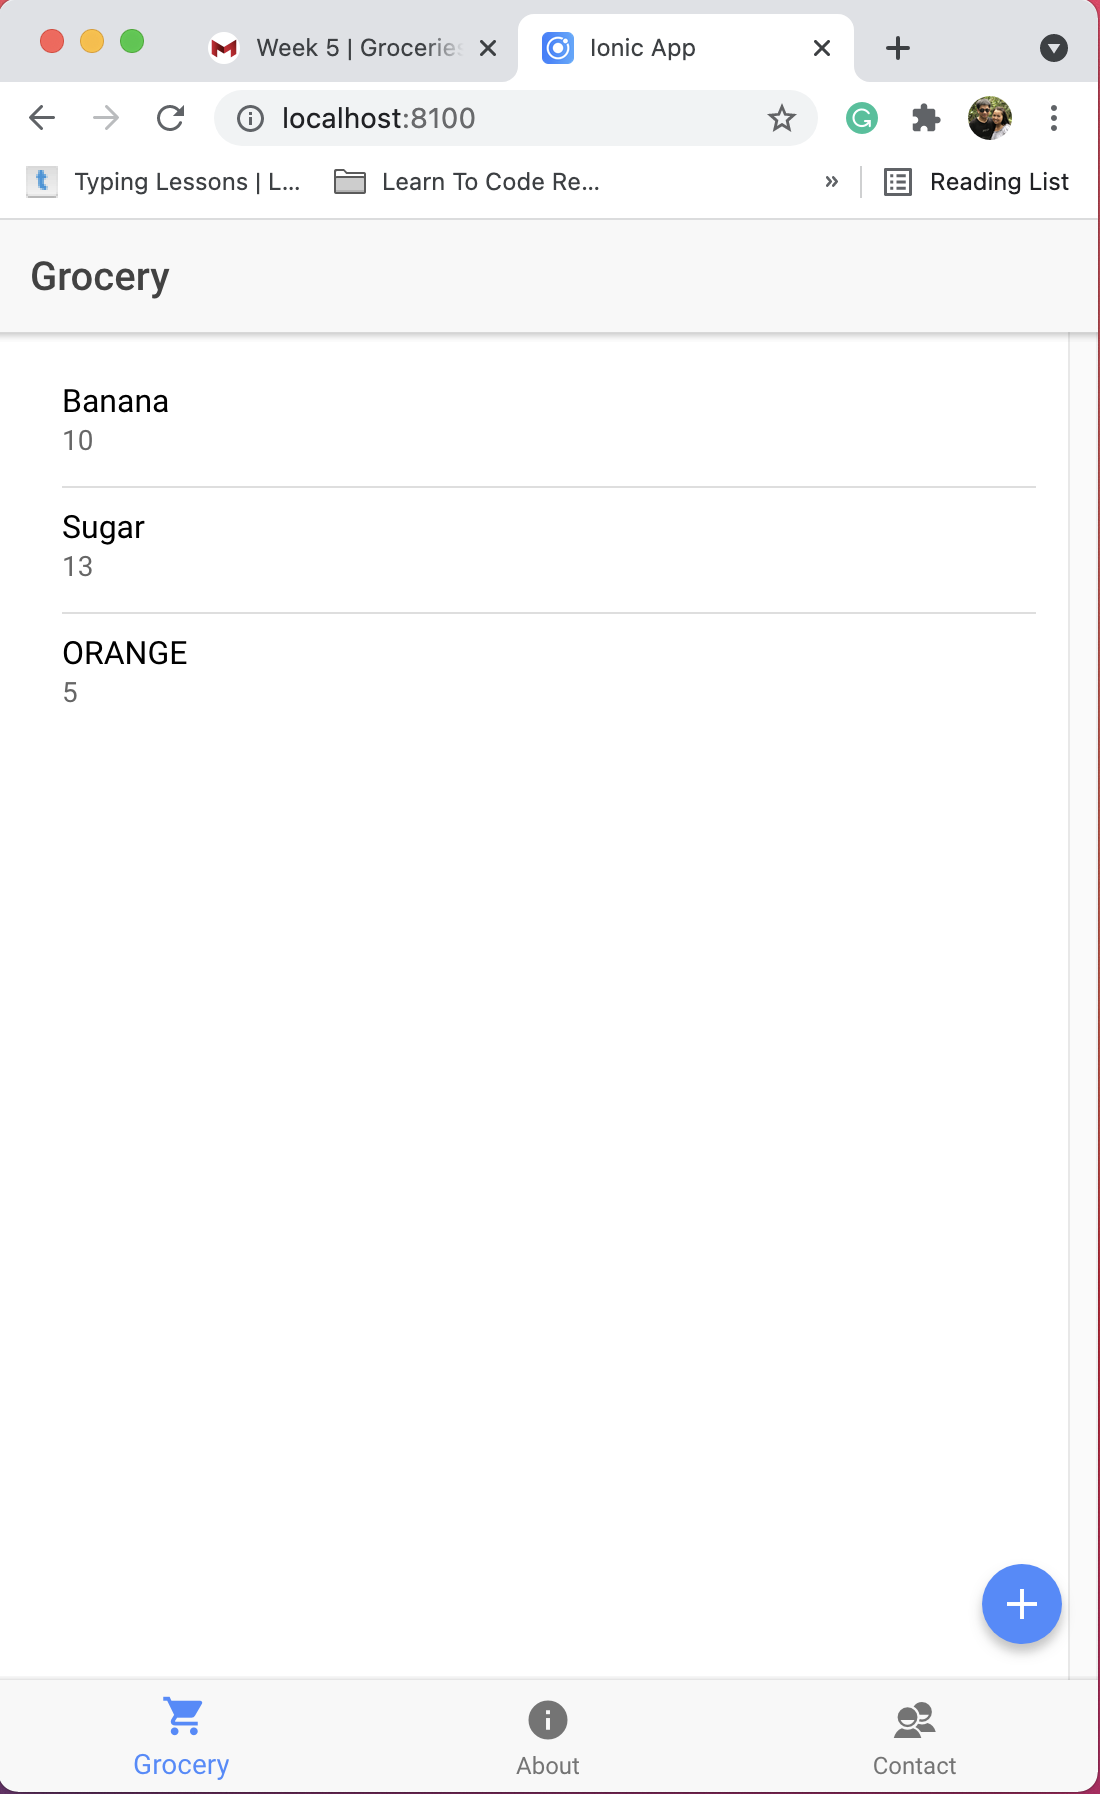 Week 5 | Groceries
Ionic App
localhost:8100
Typing Lessons | L...
Learn To Code Re...
»
Reading List
Grocery
Banana
10
Sugar
13
ORANGE
5
Grocery
About
Contact